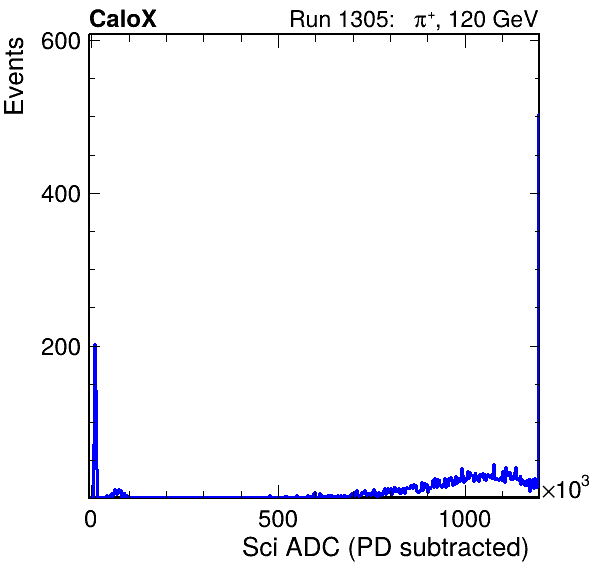 CaloX Run 1305: π⁺, 120 GeV
Events
600
400
200
0 500 1000 ×10³
Sci ADC (PD subtracted)